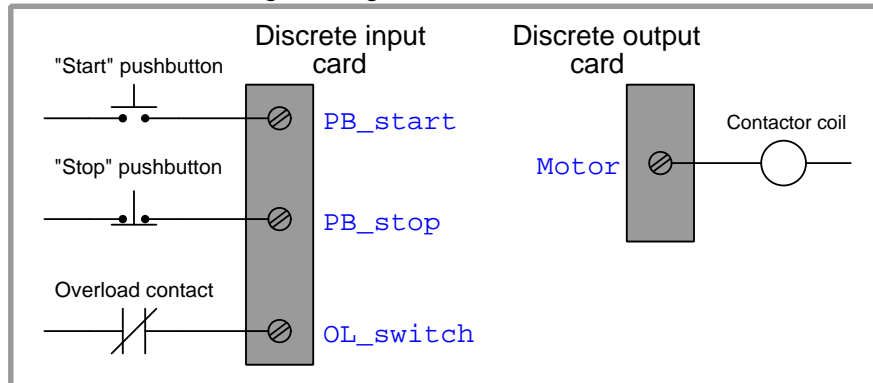 Discrete input
card
Discrete output
card
"Start" pushbutton
PB_start
"Stop" pushbutton
PB_stop
Overload contact
OL_switch
Motor
Contactor coil